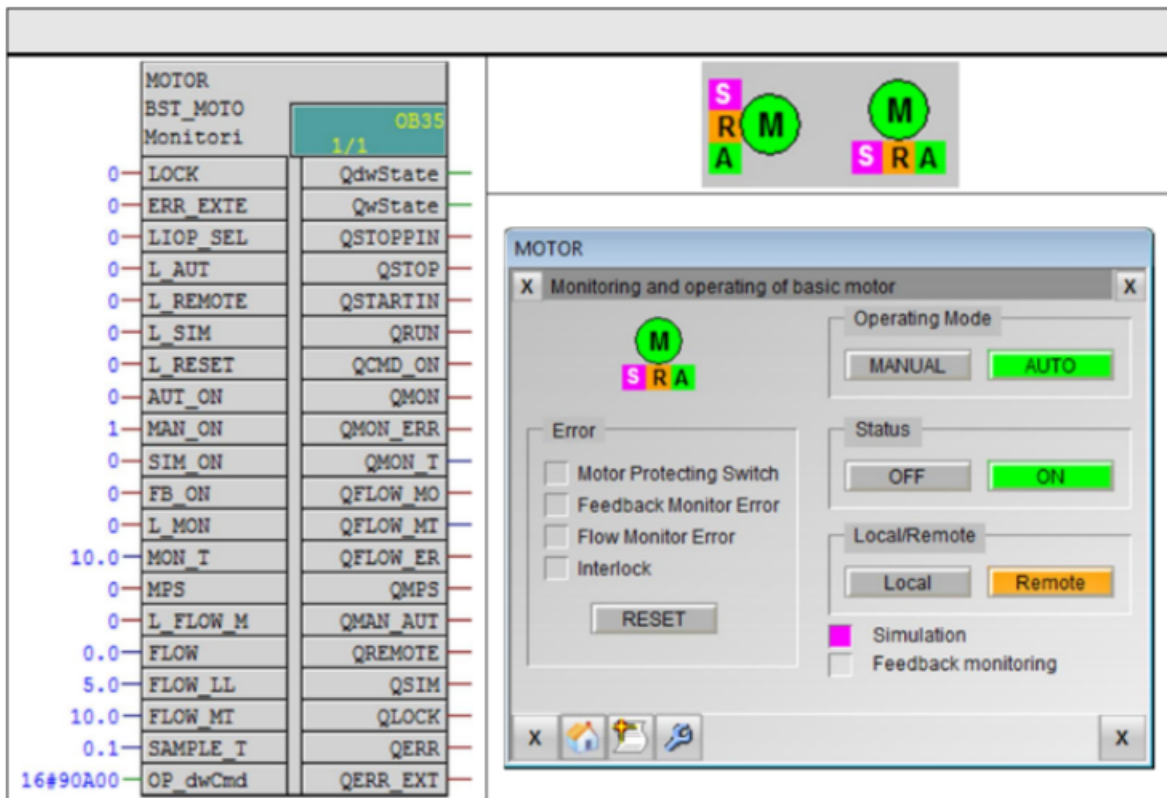 MOTOR
BST_MOTO
Monitori
OB35
1/1
0 LOCK QdwState
0 ERR_EXTE QwState
0 LIOP_SEL QSTOPPIN
0 L_AUT QSTOP
0 L_REMOTE QSTARTIN
0 L_SIM QRUN
0 L_RESET QCMD_ON
0 AUT_ON QMON
1 MAN_ON QMON_ERR
0 SIM_ON QMON_T
0 FB_ON QFLOW_MO
0 L_MON QFLOW_MT
10.0 MON_T QFLOW_ER
0 MPS QMPS
0 L_FLOW_M QMAN_AUT
0.0 FLOW QREMOTE
5.0 FLOW_LL QSIM
10.0 FLOW_MT QLOCK
0.1 SAMPLE_T QERR
16#90A00 OP_dwCmd QERR_EXT
S
R M
A
M
S R A
MOTOR
X Monitoring and operating of basic motor X
M
S R A
Operating Mode
MANUAL AUTO
Error
Motor Protecting Switch
Feedback Monitor Error
Flow Monitor Error
Interlock
RESET
Status
OFF ON
Local/Remote
Local Remote
Simulation
Feedback monitoring
X X